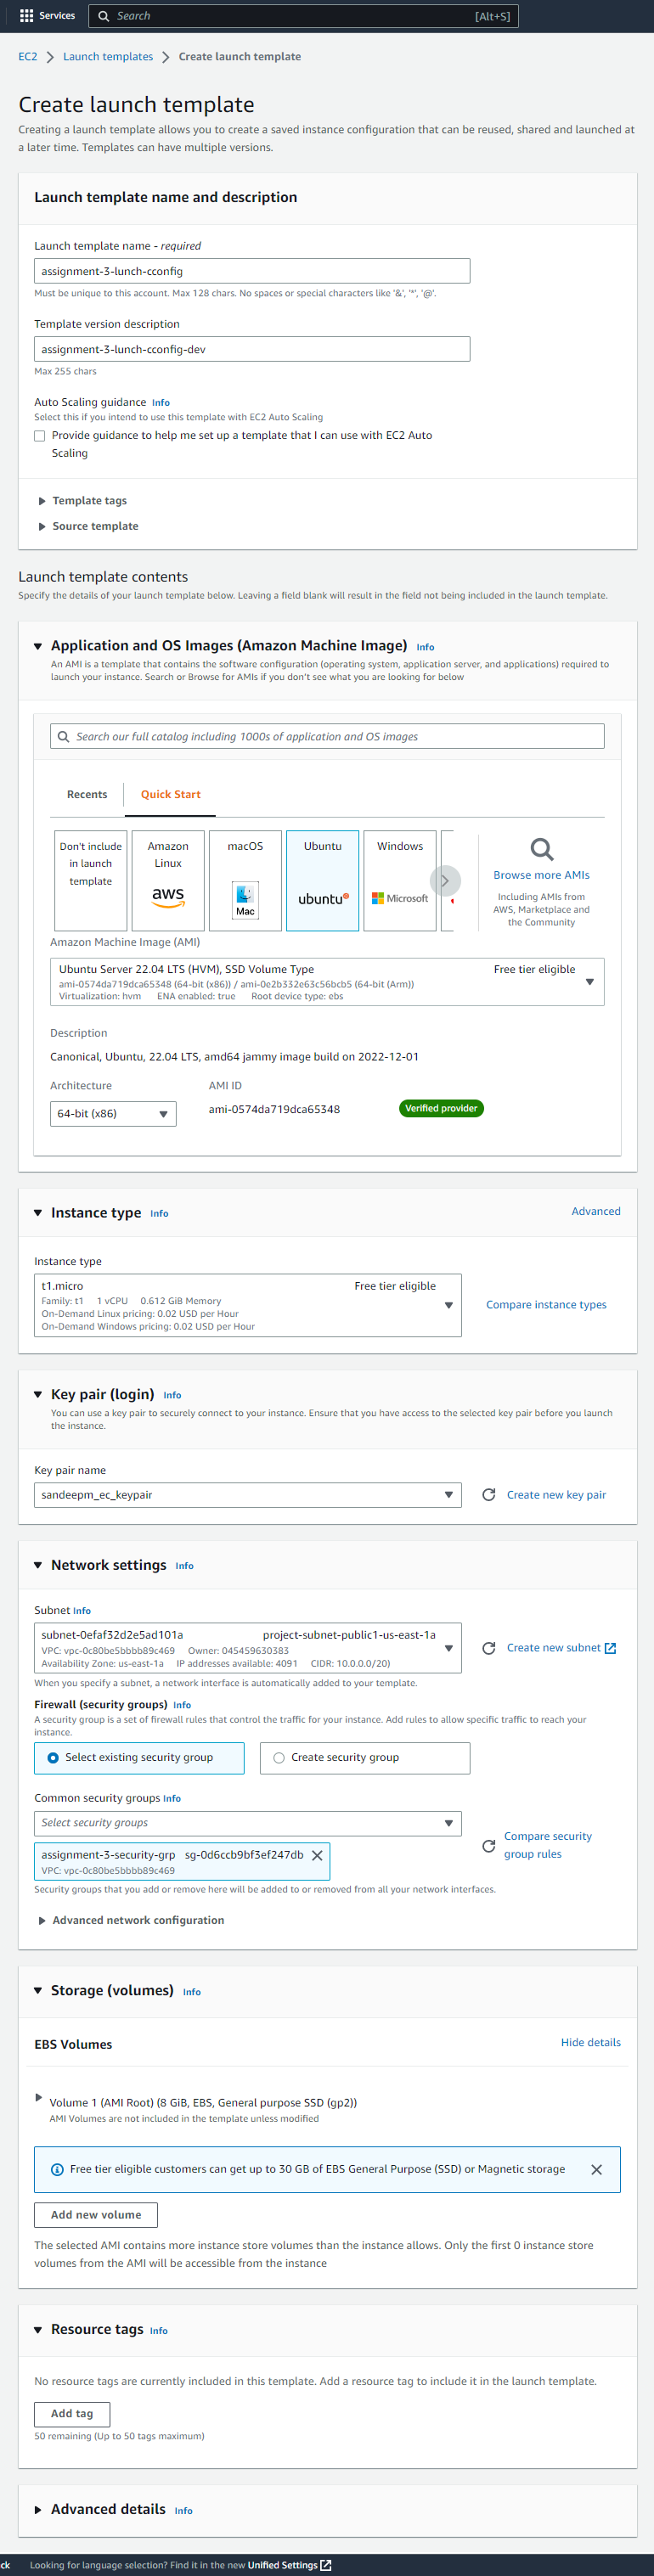 Services
Search
[Alt+S]
EC2
Launch templates
Create launch template
Create launch template
Creating a launch template allows you to create a saved instance configuration that can be reused, shared and launched at
a later time. Templates can have multiple versions.
Launch template name and description
Launch template name - required
assignment-3-lunch-cconfig
Must be unique to this account. Max 128 chars. No spaces or special characters like '&', '*', '@'.
Template version description
assignment-3-lunch-cconfig-dev
Max 255 chars
Auto Scaling guidance Info
Select this if you intend to use this template with EC2 Auto Scaling
Provide guidance to help me set up a template that I can use with EC2 Auto
Scaling
Template tags
Source template
Launch template contents
Specify the details of your launch template below. Leaving a field blank will result in the field not being included in the launch template.
Application and OS Images (Amazon Machine Image) Info
An AMI is a template that contains the software configuration (operating system, application server, and applications) required to
launch your instance. Search or Browse for AMIs if you don't see what you are looking for below
Search our full catalog including 1000s of application and OS images
Recents
Quick Start
Don't include
in launch
template
Amazon
Linux
aws
macOS
Mac
Ubuntu
ubuntu
Windows
Microsoft
Browse more AMIs
Including AMIs from
AWS, Marketplace and
the Community
Amazon Machine Image (AMI)
Ubuntu Server 22.04 LTS (HVM), SSD Volume Type
Free tier eligible
ami-0574da719dca65348 (64-bit (x86)) / ami-0e2b332e63c56bcb5 (64-bit (Arm))
Virtualization: hvm ENA enabled: true Root device type: ebs
Description
Canonical, Ubuntu, 22.04 LTS, amd64 jammy image build on 2022-12-01
Architecture
AMI ID
64-bit (x86)
ami-0574da719dca65348
Verified provider
Instance type Info
Advanced
Instance type
t1.micro
Free tier eligible
Family: t1 1 vCPU 0.612 GiB Memory
On-Demand Linux pricing: 0.02 USD per Hour
On-Demand Windows pricing: 0.02 USD per Hour
Compare instance types
Key pair (login) Info
You can use a key pair to securely connect to your instance. Ensure that you have access to the selected key pair before you launch
the instance.
Key pair name
sandeepm_ec_keypair
Create new key pair
Network settings Info
Subnet Info
subnet-0efaf32d2e5ad101a
project-subnet-public1-us-east-1a
VPC: vpc-0c80be5bbbb89c469 Owner: 045459630383
Availability Zone: us-east-1a IP addresses available: 4091 CIDR: 10.0.0.0/20)
Create new subnet
When you specify a subnet, a network interface is automatically added to your template.
Firewall (security groups) Info
A security group is a set of firewall rules that control the traffic for your instance. Add rules to allow specific traffic to reach your
instance.
Select existing security group
Create security group
Common security groups Info
Select security groups
assignment-3-security-grp sg-0d6ccb9bf3ef247db
VPC: vpc-0c80be5bbbb89c469
Compare security
group rules
Security groups that you add or remove here will be added to or removed from all your network interfaces.
Advanced network configuration
Storage (volumes) Info
EBS Volumes
Hide details
Volume 1 (AMI Root) (8 GiB, EBS, General purpose SSD (gp2))
AMI Volumes are not included in the template unless modified
Free tier eligible customers can get up to 30 GB of EBS General Purpose (SSD) or Magnetic storage
Add new volume
The selected AMI contains more instance store volumes than the instance allows. Only the first 0 instance store
volumes from the AMI will be accessible from the instance
Resource tags Info
No resource tags are currently included in this template. Add a resource tag to include it in the launch template.
Add tag
50 remaining (Up to 50 tags maximum)
Advanced details Info
ck
Looking for language selection? Find it in the new Unified Settings